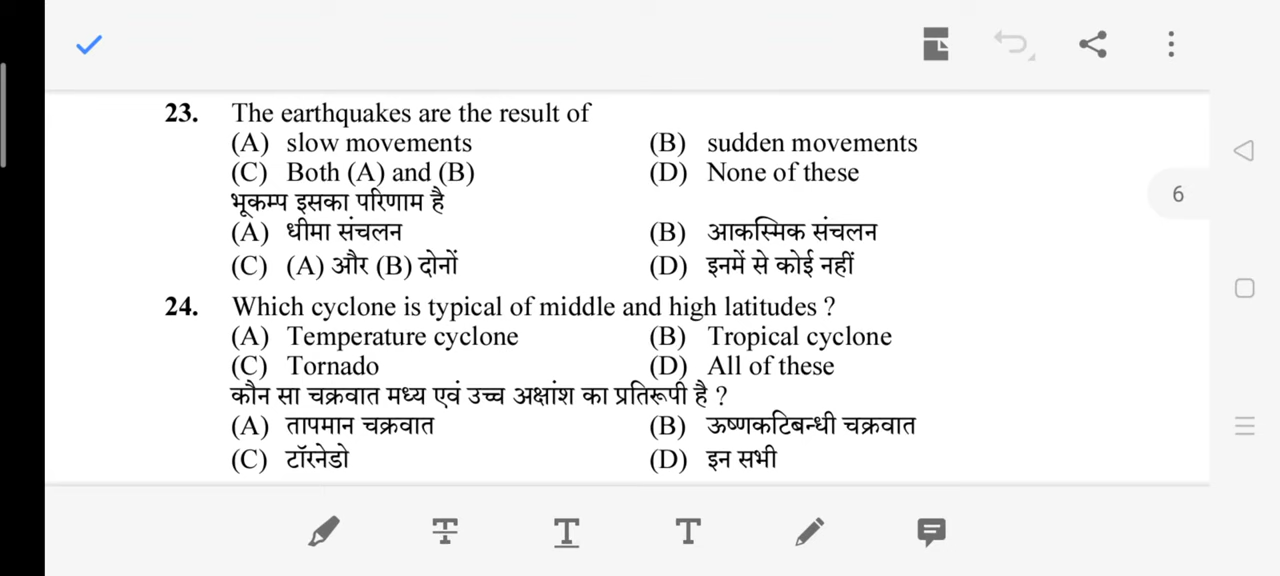 23. The earthquakes are the result of
(A) slow movements (B) sudden movements
(C) Both (A) and (B) (D) None of these
भूकम्प इसका परिणाम है
(A) धीमा संचलन (B) आकस्मिक संचलन
(C) (A) और (B) दोनों (D) इनमें से कोई नहीं
6
24. Which cyclone is typical of middle and high latitudes ?
(A) Temperature cyclone (B) Tropical cyclone
(C) Tornado (D) All of these
कौन सा चक्रवात मध्य एवं उच्च अक्षांश का प्रतिरूपी है ?
(A) तापमान चक्रवात (B) ऊष्णकटिबन्धी चक्रवात
(C) टॉरनेडो (D) इन सभी
T T T